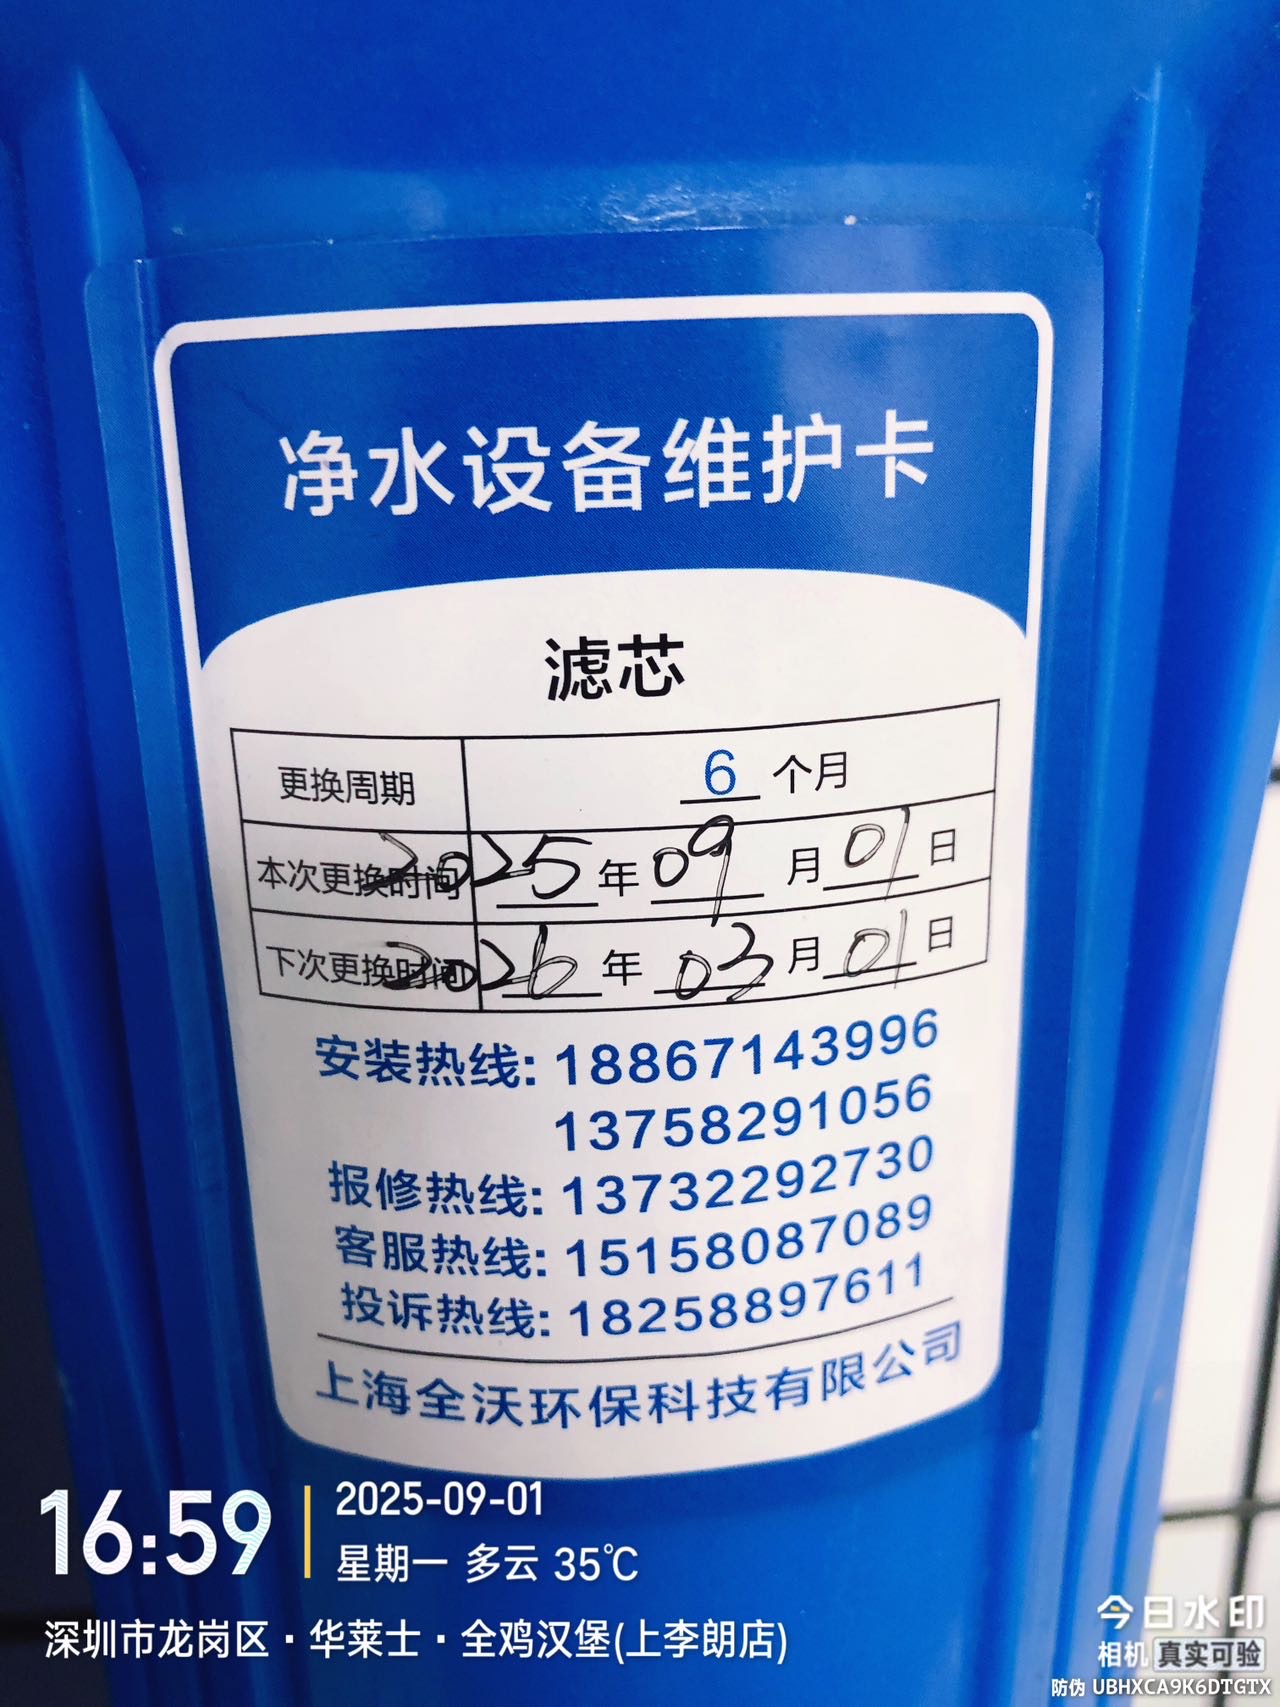 净水设备维护卡
滤芯
更换周期 6 个月
本次更换时间 2025 年 09 月 01 日
下次更换时间 2026 年 03 月 01 日
安装热线: 18867143996
13758291056
报修热线: 13732292730
客服热线: 15158087089
投诉热线: 18258897611
上海全沃环保科技有限公司
16:59
2025-09-01
星期一 多云 35℃
深圳市龙岗区·华莱士·全鸡汉堡(上李朗店)
今日水印
相机 真实可验
防伪 UBHXCA9K6DTGTX